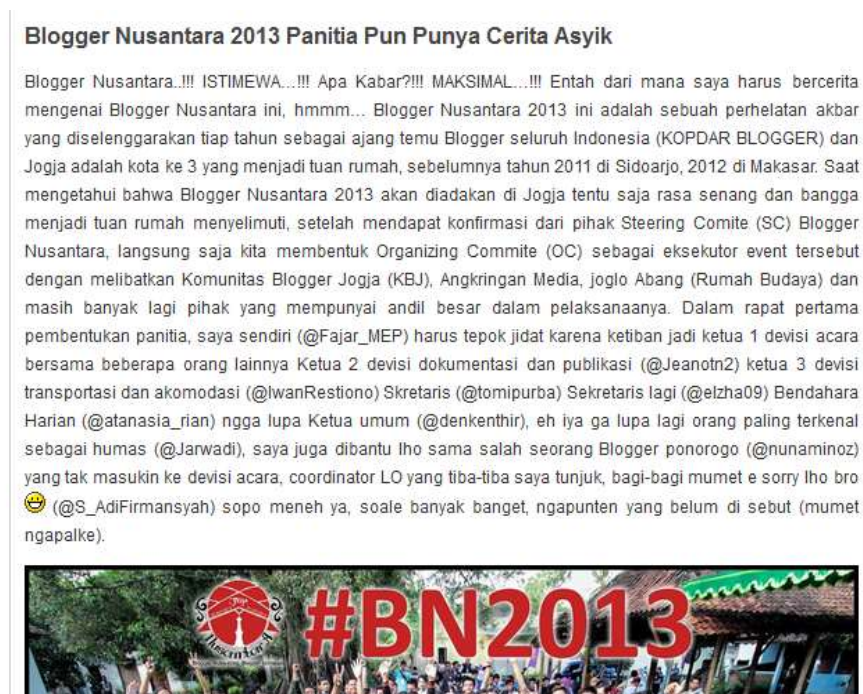 Blogger Nusantara 2013 Panitia Pun Punya Cerita Asyik
Blogger Nusantara..!!! ISTIMEWA...!!! Apa Kabar?!!! MAKSIMAL...!!! Entah dari mana saya harus bercerita
mengenai Blogger Nusantara ini, hmmm... Blogger Nusantara 2013 ini adalah sebuah perhelatan akbar
yang diselenggarakan tiap tahun sebagai ajang temu Blogger seluruh Indonesia (KOPDAR BLOGGER) dan
Jogja adalah kota ke 3 yang menjadi tuan rumah, sebelumnya tahun 2011 di Sidoarjo, 2012 di Makasar. Saat
mengetahui bahwa Blogger Nusantara 2013 akan diadakan di Jogja tentu saja rasa senang dan bangga
menjadi tuan rumah menyelimuti, setelah mendapat konfirmasi dari pihak Steering Comite (SC) Blogger
Nusantara, langsung saja kita membentuk Organizing Commite (OC) sebagai eksekutor event tersebut
dengan melibatkan Komunitas Blogger Jogja (KBJ), Angkringan Media, joglo Abang (Rumah Budaya) dan
masih banyak lagi pihak yang mempunyai andil besar dalam pelaksanaanya. Dalam rapat pertama
pembentukan panitia, saya sendiri (@Fajar_MEP) harus tepok jidat karena ketiban jadi ketua 1 devisi acara
bersama beberapa orang lainnya Ketua 2 devisi dokumentasi dan publikasi (@Jeanotn2) ketua 3 devisi
transportasi dan akomodasi (@IwanRestiono) Skretaris (@tomipurba) Sekretaris lagi (@elzha09) Bendahara
Harian (@atanasia_rian) ngga lupa Ketua umum (@denkenthir), eh iya ga lupa lagi orang paling terkenal
sebagai humas (@Jarwadi), saya juga dibantu lho sama salah seorang Blogger ponorogo (@nunaminoz)
yang tak masukin ke devisi acara, coordinator LO yang tiba-tiba saya tunjuk, bagi-bagi mumet e sorry lho bro
(@S_AdiFirmansyah) sopo meneh ya, soale banyak banget, ngapunten yang belum di sebut (mumet
ngapalke).
#BN2013